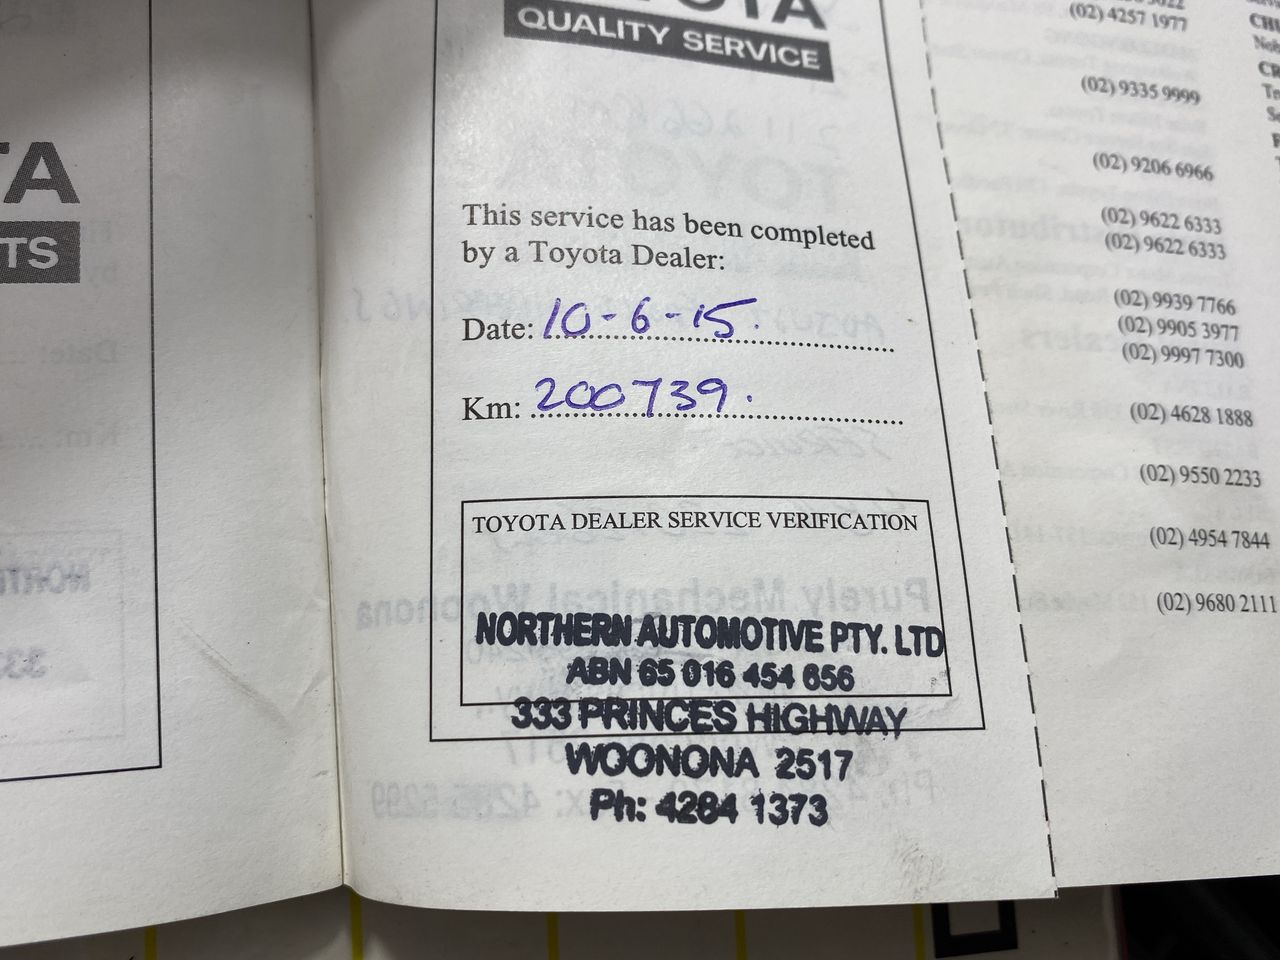 TA
TS
QUALITY SERVICE
This service has been completed
by a Toyota Dealer:
Date: 10-6-15.
Km: 200739.
TOYOTA DEALER SERVICE VERIFICATION
NORTHERN AUTOMOTIVE PTY. LTD
ABN 65 016 454 656
333 PRINCES HIGHWAY
WOONONA 2517
Ph: 4284 1373
(02) 4257 1977
(02) 9335 9999
(02) 9206 6966
(02) 9622 6333
(02) 9622 6333
(02) 9939 7766
(02) 9905 3977
(02) 9997 7300
(02) 4628 1888
(02) 9550 2233
(02) 4954 7844
(02) 9680 2111